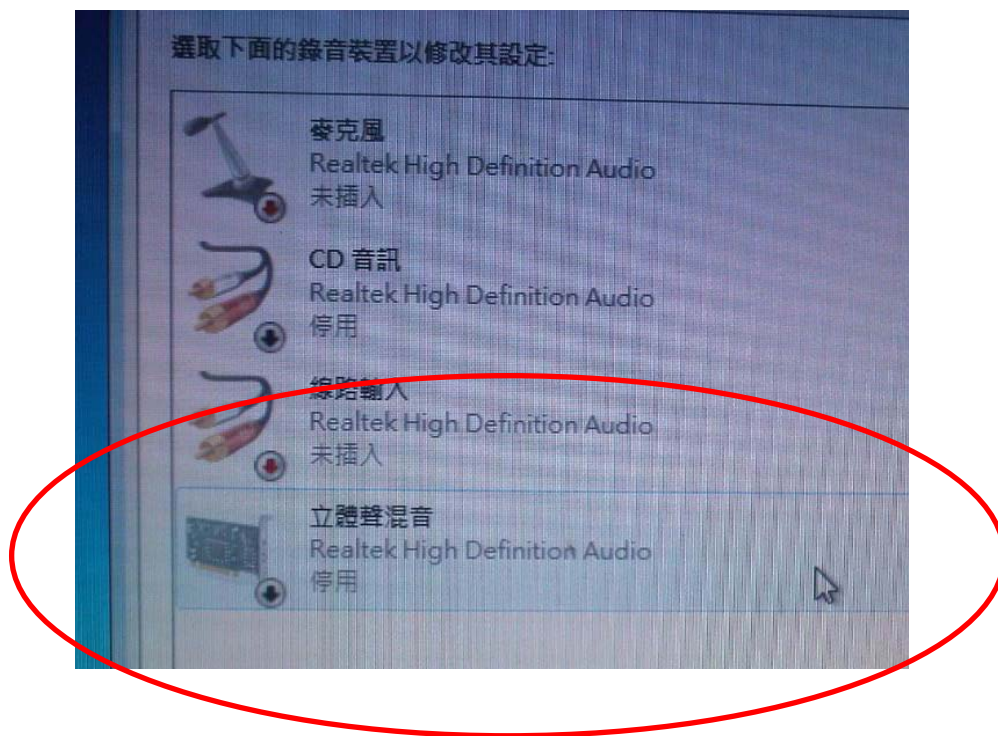 選取下面的錄音裝置以修改其設定:
麥克風
Realtek High Definition Audio
未插入
CD 音訊
Realtek High Definition Audio
停用
線路輸入
Realtek High Definition Audio
未插入
立體聲混音
Realtek High Definition Audio
停用